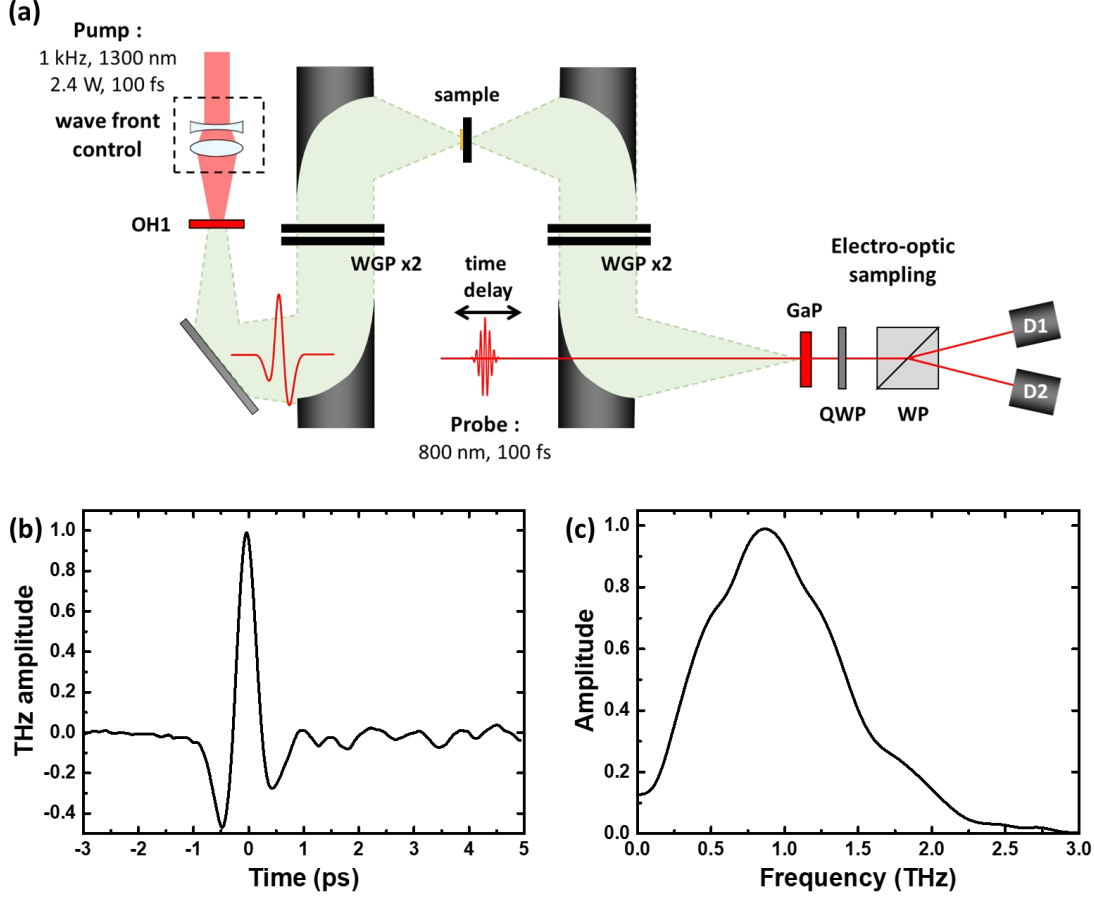 (a)
Pump :
1 kHz, 1300 nm
2.4 W, 100 fs
wave front
control
OH1
sample
WGP x2
WGP x2
time
delay
Probe :
800 nm, 100 fs
Electro-optic
sampling
GaP
QWP
WP
D1
D2
(b)
THz amplitude
1.0
0.8
0.6
0.4
0.2
0.0
-0.2
-0.4
-3 -2 -1 0 1 2 3 4 5
Time (ps)
(c)
Amplitude
1.0
0.8
0.6
0.4
0.2
0.0
0.0 0.5 1.0 1.5 2.0 2.5 3.0
Frequency (THz)